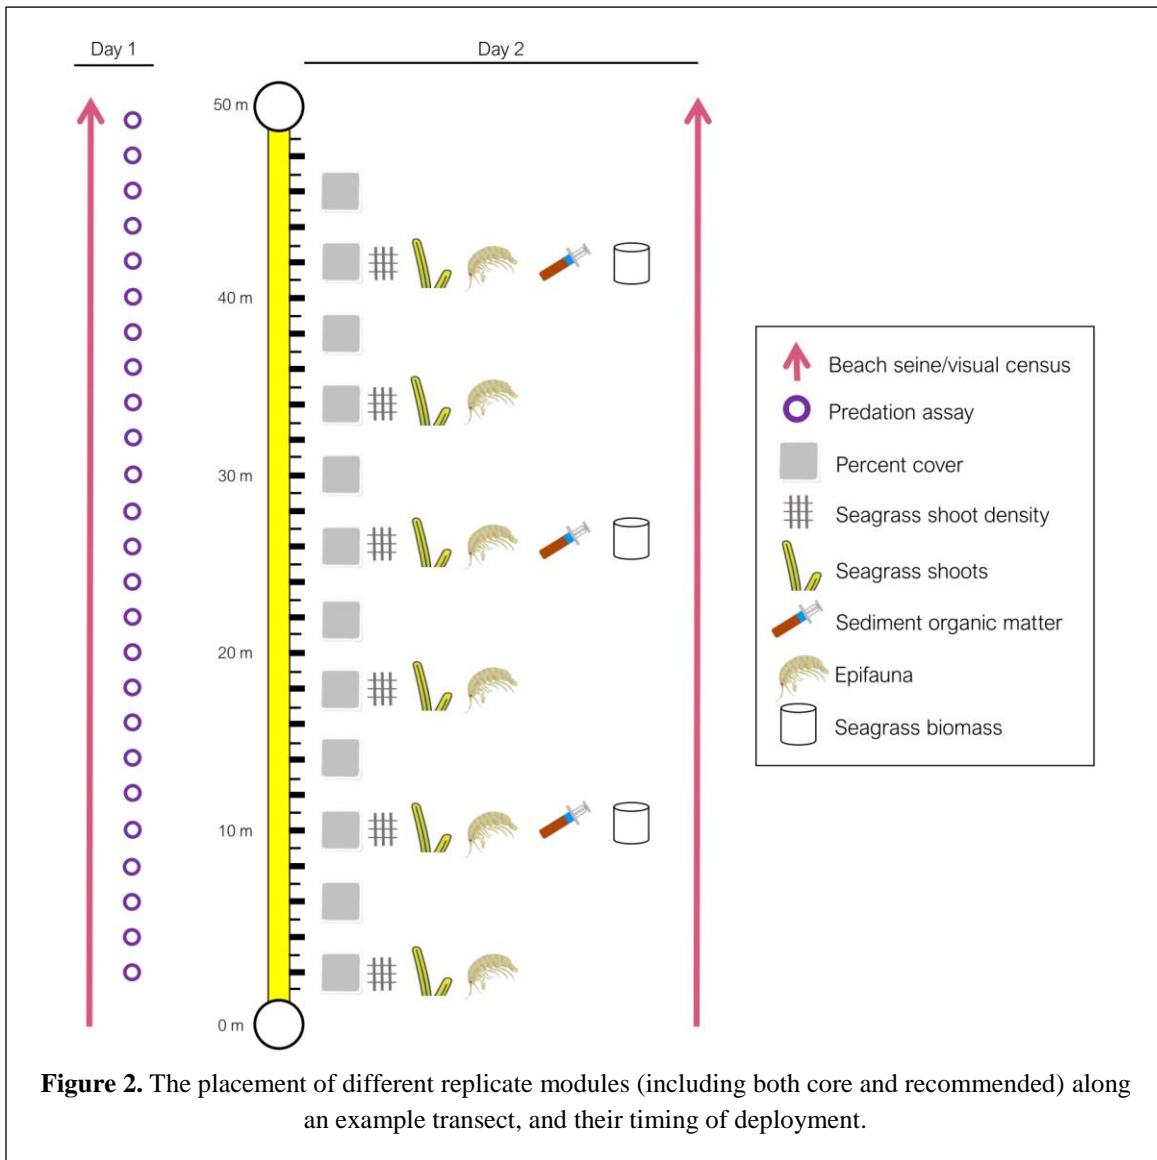 Day 1
Day 2
50 m
40 m
30 m
20 m
10 m
0 m
Beach seine/visual census
Predation assay
Percent cover
Seagrass shoot density
Seagrass shoots
Sediment organic matter
Epifauna
Seagrass biomass
Figure 2. The placement of different replicate modules (including both core and recommended) along
an example transect, and their timing of deployment.